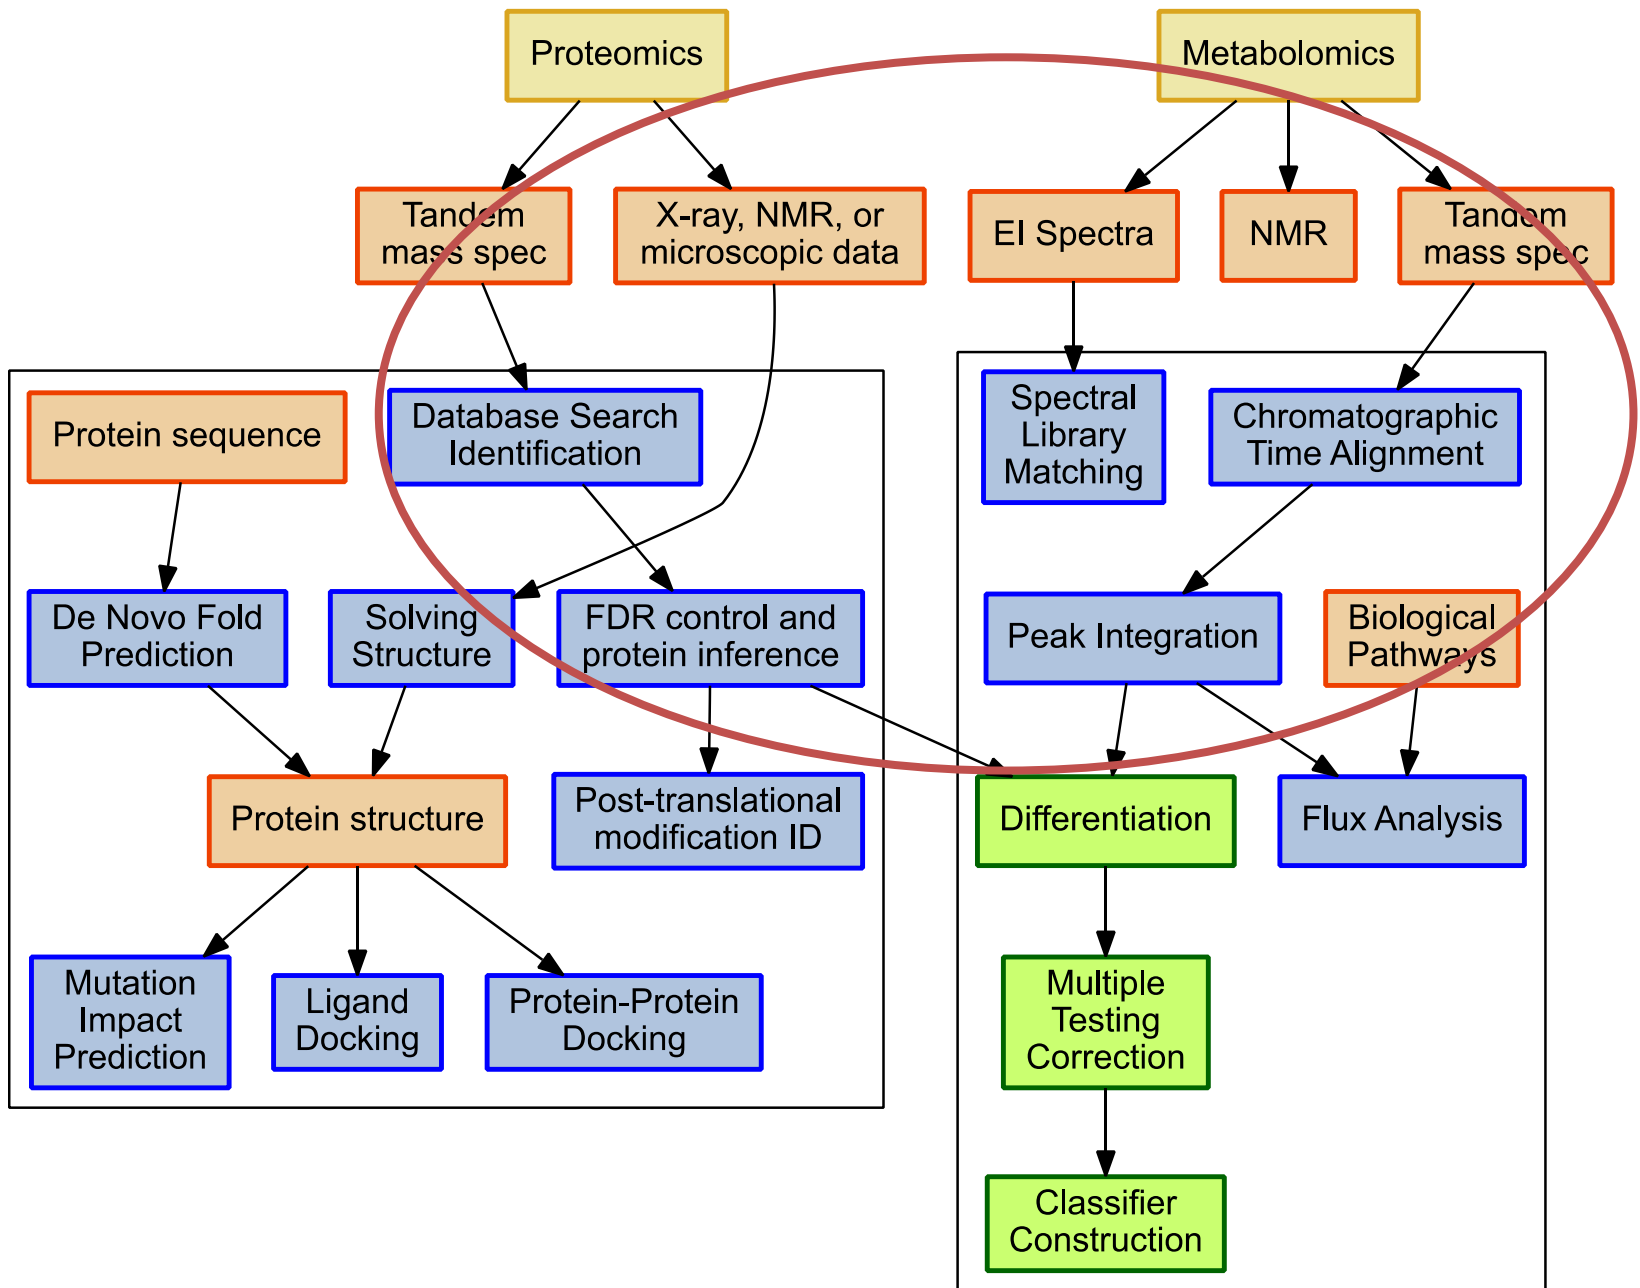 Proteomics
Metabolomics
Tandem
mass spec
X-ray, NMR, or
microscopic data
EI Spectra
NMR
Tandem
mass spec
Protein sequence
Database Search
Identification
Spectral
Library
Matching
Chromatographic
Time Alignment
De Novo Fold
Prediction
Solving
Structure
FDR control and
protein inference
Peak Integration
Biological
Pathways
Protein structure
Post-translational
modification ID
Differentiation
Flux Analysis
Mutation
Impact
Prediction
Ligand
Docking
Protein-Protein
Docking
Multiple
Testing
Correction
Classifier
Construction